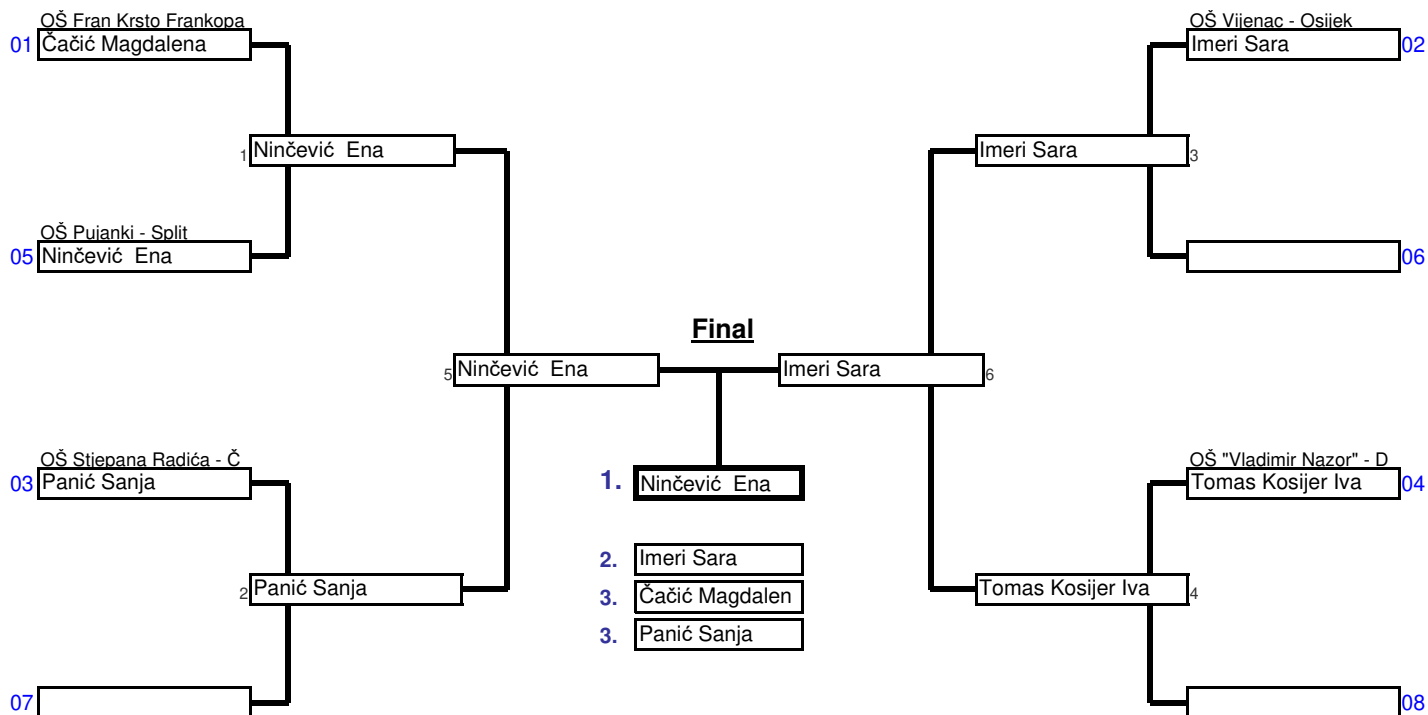 OŠ Fran Krsto Frankopa
01 Čačić Magdalena
OŠ Vijenac - Osijek
Imeri Sara 02
1 Ninčević Ena
Imeri Sara 3
OŠ Pujanki - Split
05 Ninčević Ena
06
Final
5 Ninčević Ena
Imeri Sara 6
OŠ Stjepana Radića - Č
03 Panić Sanja
1. Ninčević Ena
OŠ "Vladimir Nazor" - D
Tomas Kosijer Iva 04
2. Imeri Sara
2 Panić Sanja
3. Čačić Magdalen
Tomas Kosijer Iva 4
3. Panić Sanja
07
08